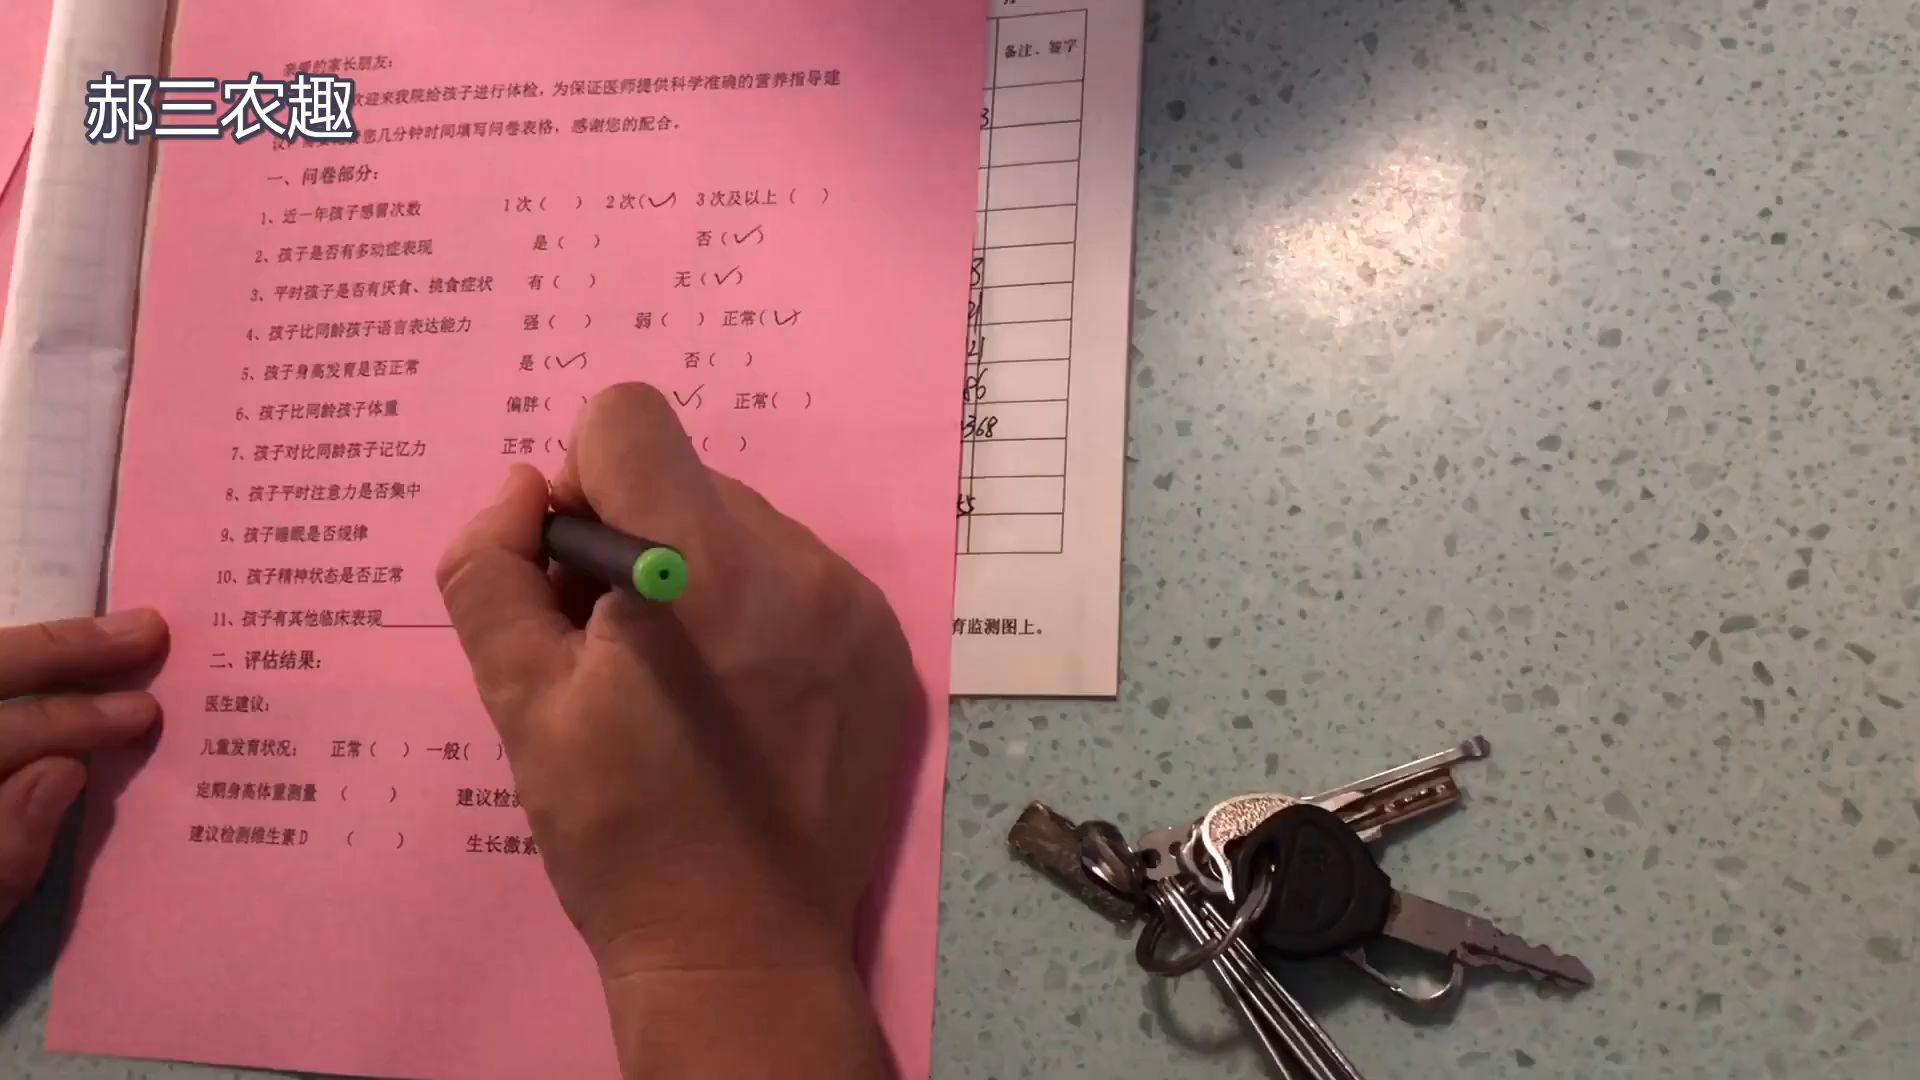 郝三农趣
亲爱的家长朋友：
欢迎来我院给孩子进行体检，为保证医师提供科学准确的营养指导建
您几分钟时间填写问卷表格，感谢您的配合。
一、问卷部分：
1、近一年孩子感冒次数 1次（ ） 2次（✓） 3次及以上（ ）
2、孩子是否有多动症表现 是（ ） 否（✓）
3、平时孩子是否有厌食、挑食症状 有（ ） 无（✓）
4、孩子比同龄孩子语言表达能力 强（ ） 弱（ ） 正常（✓）
5、孩子身高发育是否正常 是（✓） 否（ ）
6、孩子比同龄孩子体重 偏胖（ ✓） 正常（ ）
7、孩子对比同龄孩子记忆力 正常（✓ （ ）
8、孩子平时注意力是否集中
9、孩子睡眠是否规律
10、孩子精神状态是否正常
11、孩子有其他临床表现
二、评估结果：
医生建议：
儿童发育状况： 正常（ ） 一般（ ）
定期身高体重测量 （ ） 建议检测
建议检测维生素D （ ） 生长激素
备注、签字
3
8
21
21
86
368
55
育监测图上。